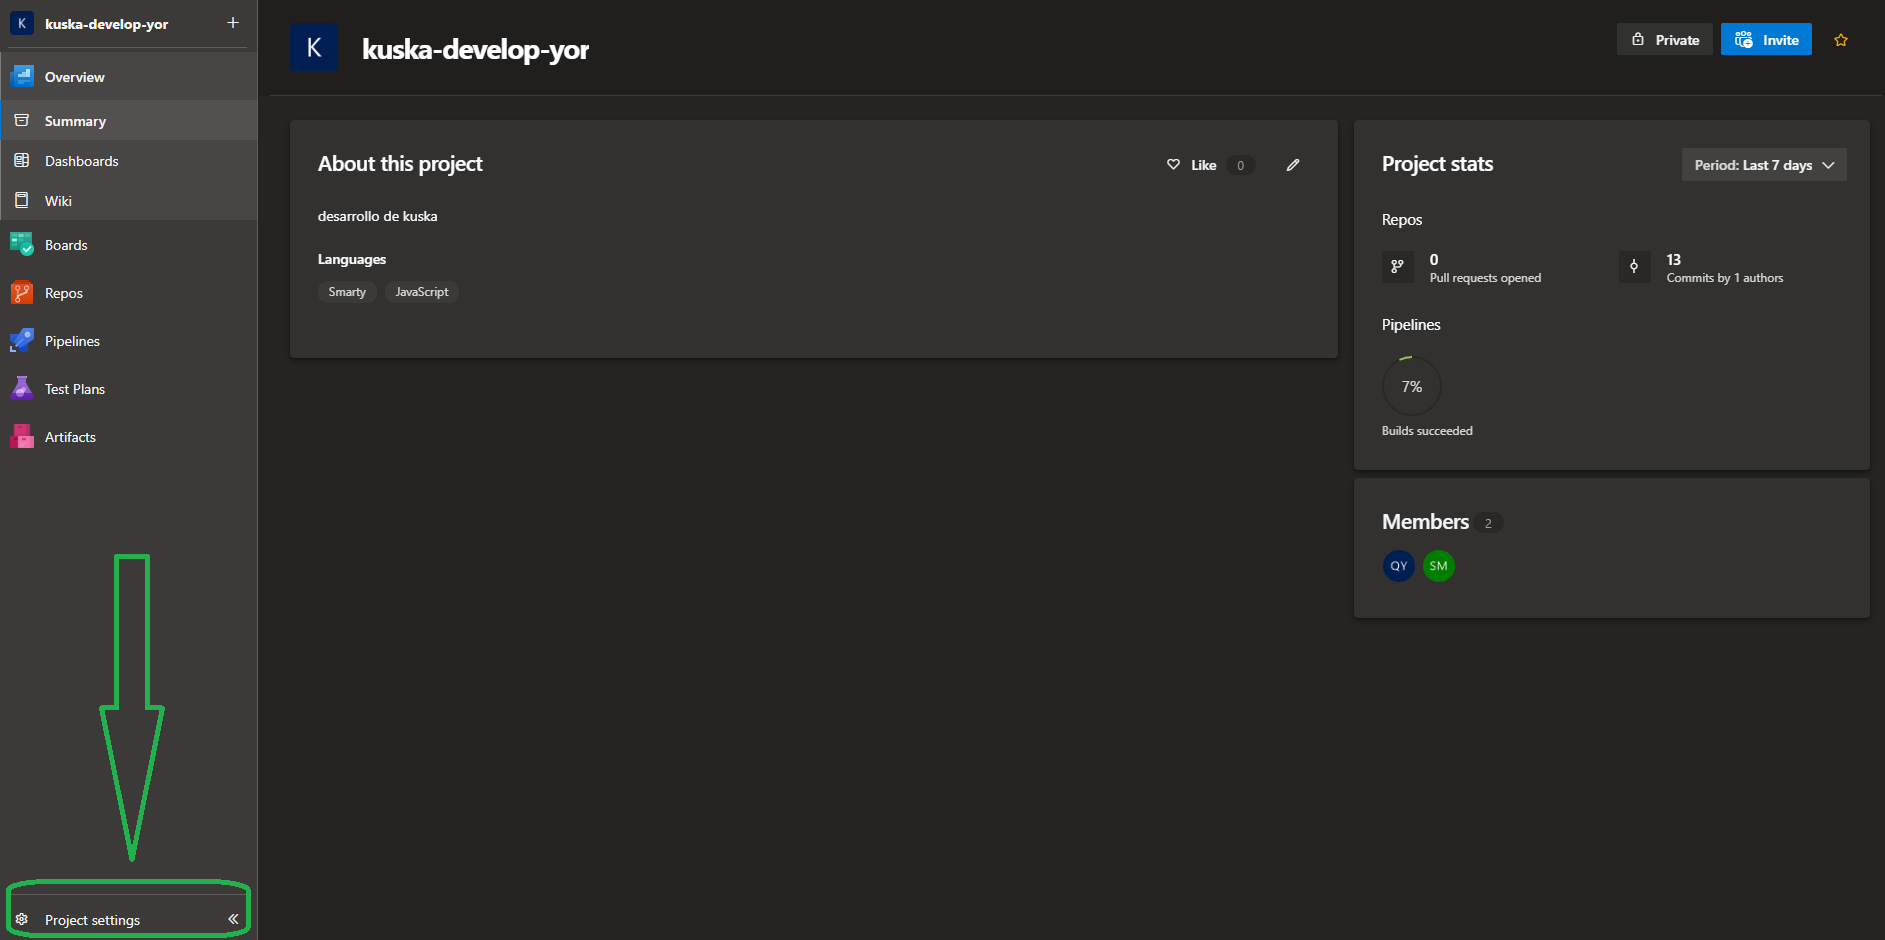 K kuska-develop-yor +
Overview
Summary
Dashboards
Wiki
Boards
Repos
Pipelines
Test Plans
Artifacts
Project settings
K kuska-develop-yor
Private
Invite
About this project
Like 0
desarrollo de kuska
Languages
Smarty JavaScript
Project stats
Period: Last 7 days
Repos
0
Pull requests opened
13
Commits by 1 authors
Pipelines
7%
Builds succeeded
Members 2
QY SM